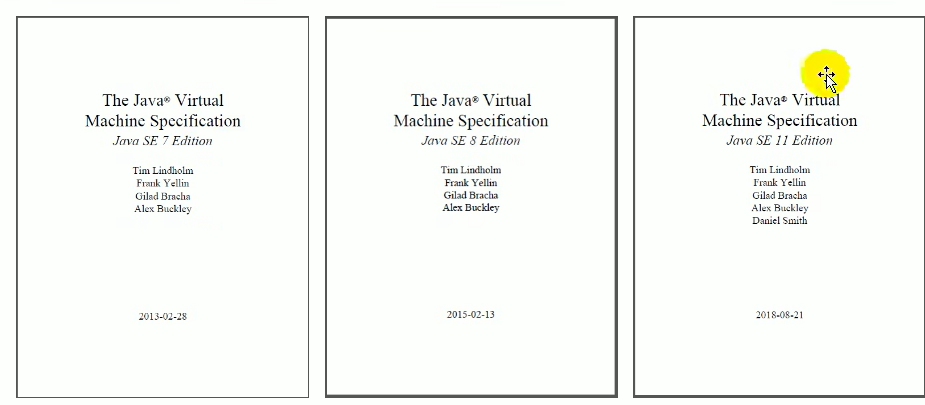 The Java® Virtual
Machine Specification
Java SE 7 Edition
Tim Lindholm
Frank Yellin
Gilad Bracha
Alex Buckley
2013-02-28
The Java® Virtual
Machine Specification
Java SE 8 Edition
Tim Lindholm
Frank Yellin
Gilad Bracha
Alex Buckley
2015-02-13
The Java® Virtual
Machine Specification
Java SE 11 Edition
Tim Lindholm
Frank Yellin
Gilad Bracha
Alex Buckley
Daniel Smith
2018-08-21